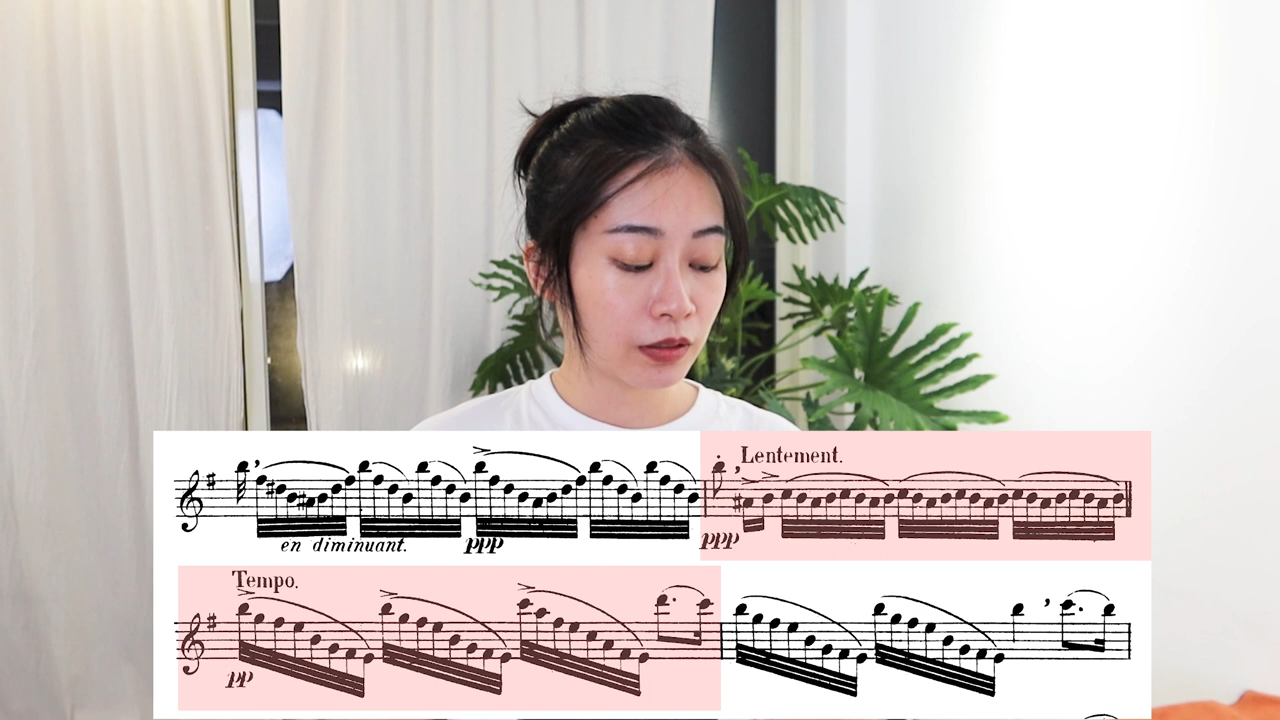 Lentement.
en diminuant.
ppp
ppp
Tempo.
pp